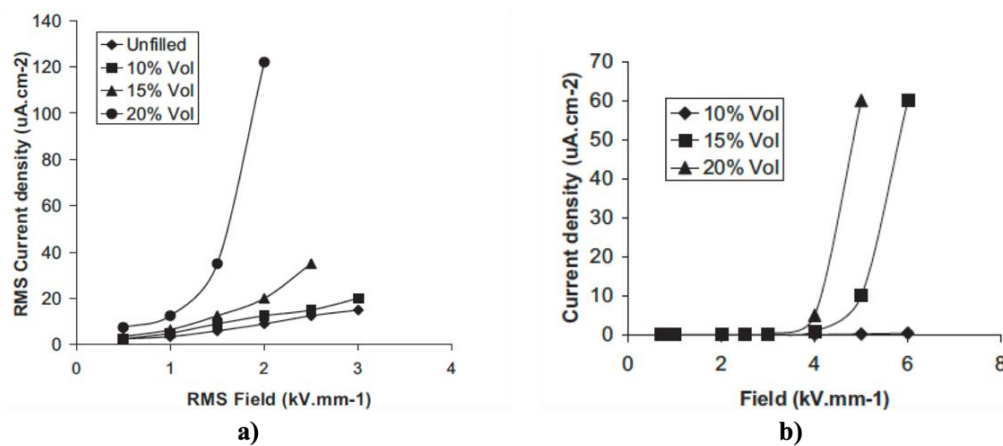 140
120
100
80
60
40
20
0
RMS Current density (uA.cm-2)
Unfilled
10% Vol
15% Vol
20% Vol
0
1
2
3
4
RMS Field (kV.mm-1)
a)
70
60
50
40
30
20
10
0
Current density (uA.cm-2)
10% Vol
15% Vol
20% Vol
0
2
4
6
8
Field (kV.mm-1)
b)